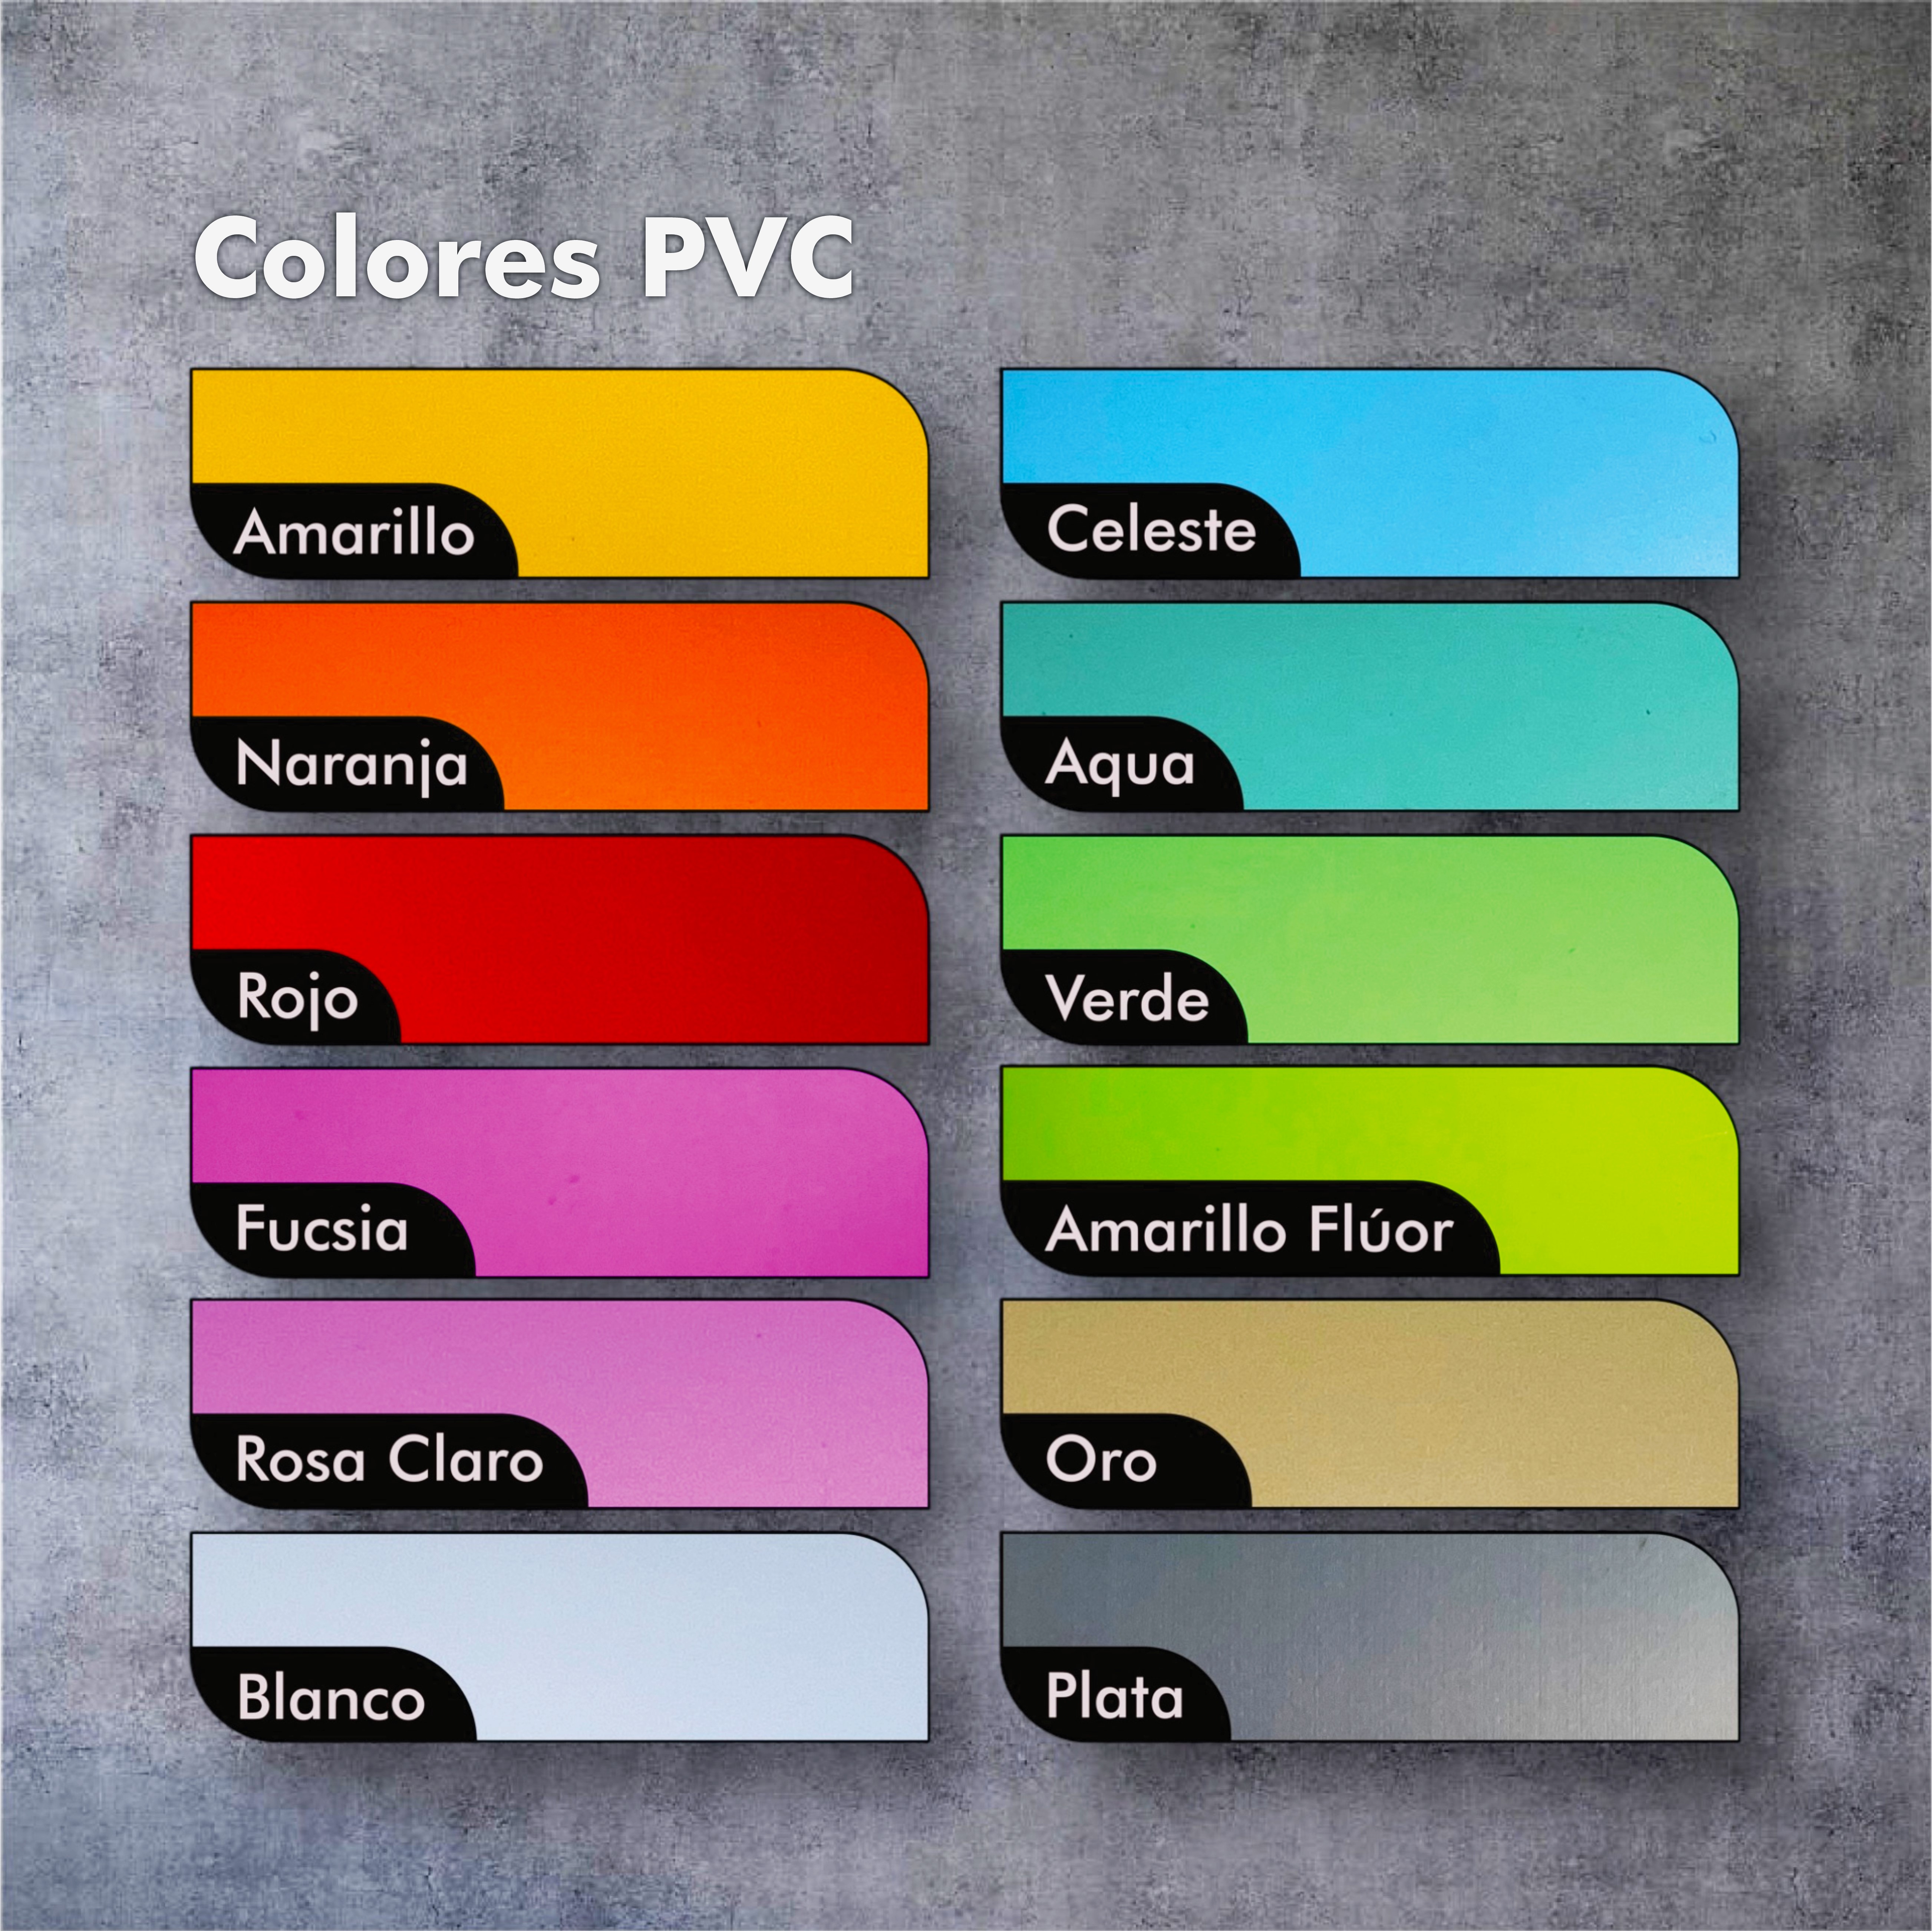 Colores PVC
Amarillo
Naranja
Rojo
Fucsia
Rosa Claro
Blanco
Celeste
Aqua
Verde
Amarillo Flúor
Oro
Plata